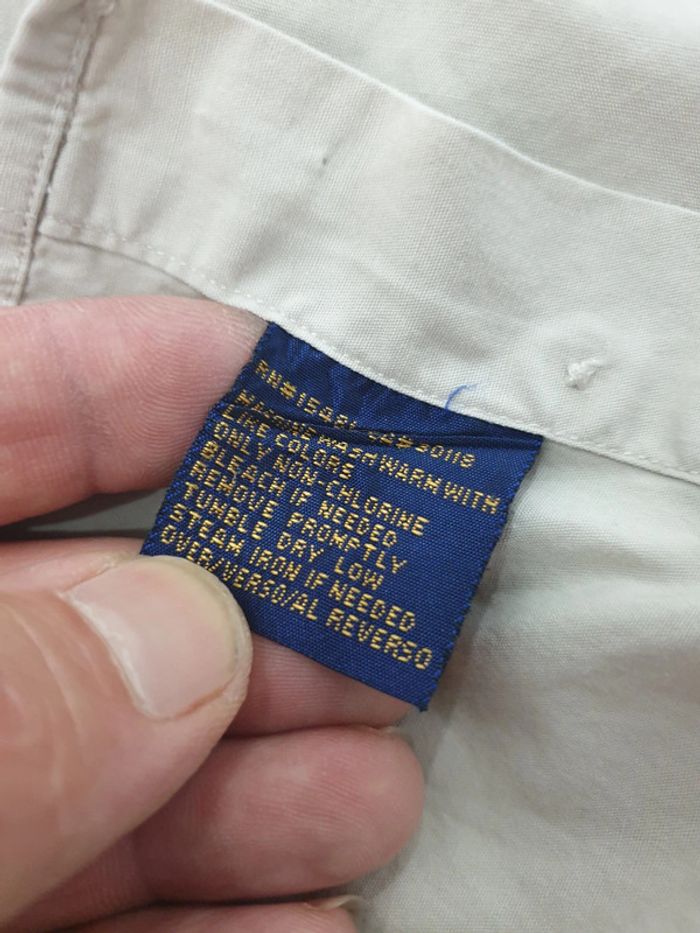 MACHINE WASH WARM WITH
LIKE COLORS
ONLY NON-CHLORINE
BLEACH IF NEEDED
REMOVE PROMPTLY
TUMBLE DRY LOW
STEAM IRON IF NEEDED
OVER/VERSO/AL REVERSO